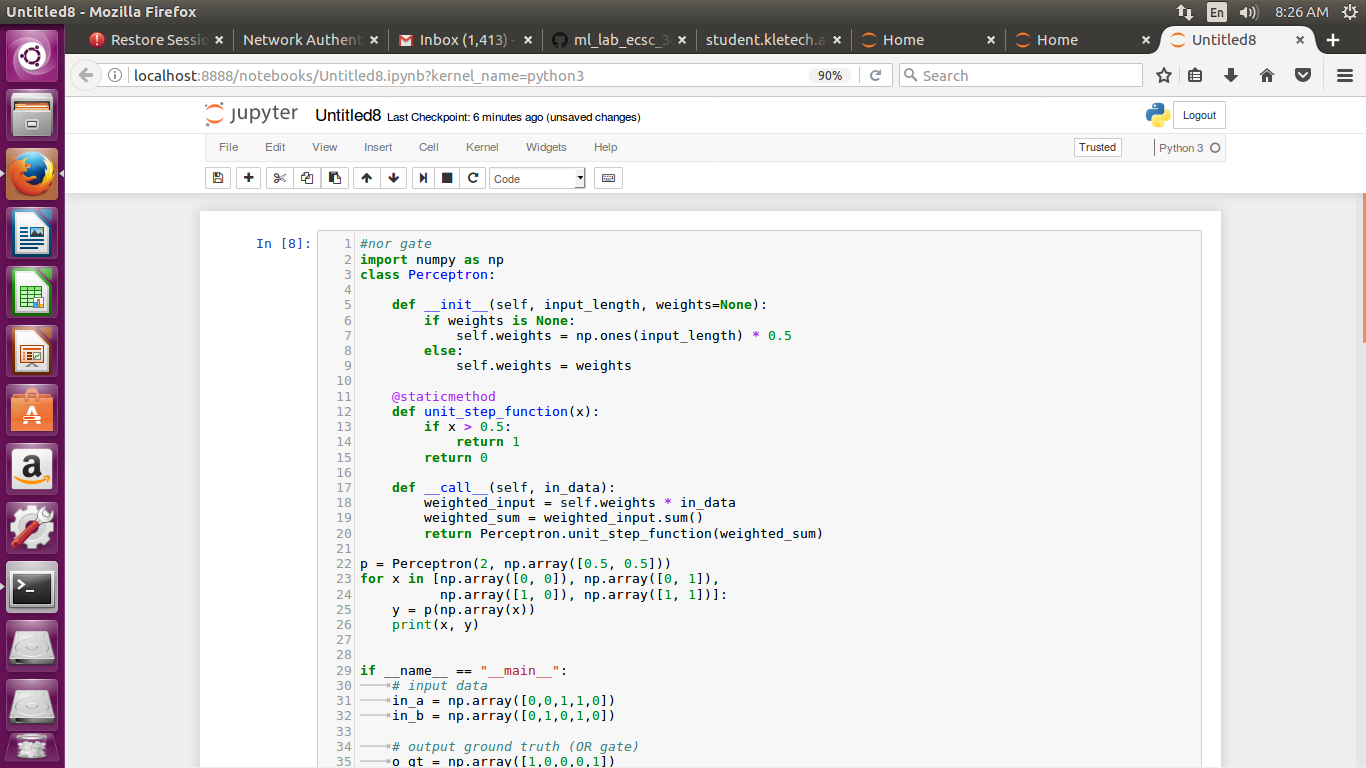 Untitled8 - Mozilla Firefox
En 8:26 AM
Restore Sessio Network Authent Inbox (1,413) - ml_lab_ecsc_3 student.kletech.a Home Home Untitled8
localhost:8888/notebooks/Untitled8.ipynb?kernel_name=python3 90% Search
jupyter Untitled8 Last Checkpoint: 6 minutes ago (unsaved changes) Logout
File Edit View Insert Cell Kernel Widgets Help Trusted Python 3
Code
In [8]:
1 #nor gate
2 import numpy as np
3 class Perceptron:
4
5     def __init__(self, input_length, weights=None):
6         if weights is None:
7             self.weights = np.ones(input_length) * 0.5
8         else:
9             self.weights = weights
10
11     @staticmethod
12     def unit_step_function(x):
13         if x > 0.5:
14             return 1
15         return 0
16
17     def __call__(self, in_data):
18         weighted_input = self.weights * in_data
19         weighted_sum = weighted_input.sum()
20         return Perceptron.unit_step_function(weighted_sum)
21
22 p = Perceptron(2, np.array([0.5, 0.5]))
23 for x in [np.array([0, 0]), np.array([0, 1]),
24           np.array([1, 0]), np.array([1, 1])]:
25     y = p(np.array(x))
26     print(x, y)
27
28
29 if __name__ == "__main__":
30     # input data
31     in_a = np.array([0,0,1,1,0])
32     in_b = np.array([0,1,0,1,0])
33
34     # output ground truth (OR gate)
35     o_gt = np.array([1,0,0,0,1])